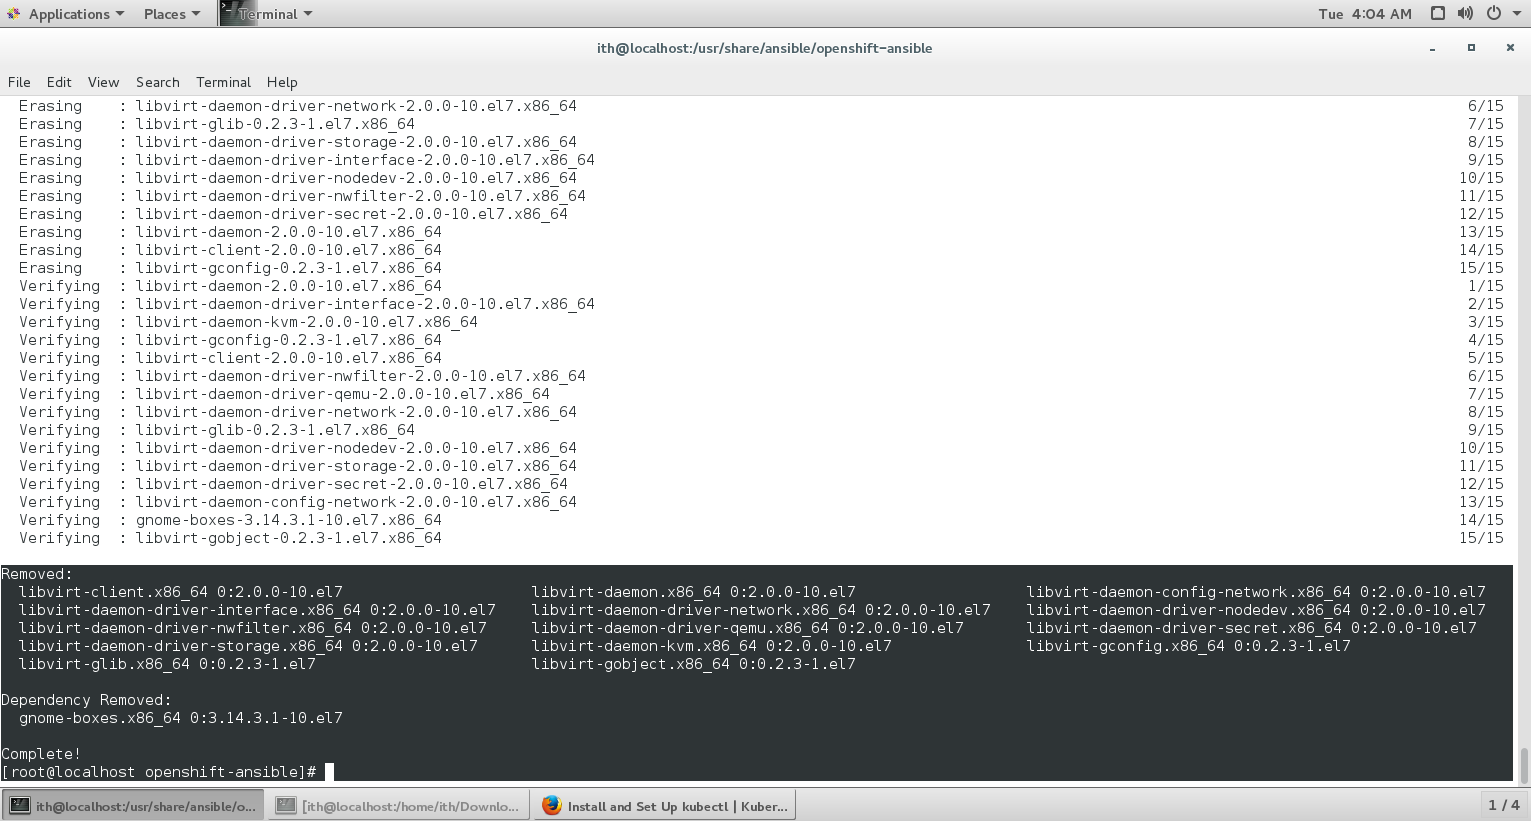 Applications Places Terminal Tue 4:04 AM
ith@localhost:/usr/share/ansible/openshift-ansible
File Edit View Search Terminal Help
Erasing : libvirt-daemon-driver-network-2.0.0-10.el7.x86_64 6/15
Erasing : libvirt-glib-0.2.3-1.el7.x86_64 7/15
Erasing : libvirt-daemon-driver-storage-2.0.0-10.el7.x86_64 8/15
Erasing : libvirt-daemon-driver-interface-2.0.0-10.el7.x86_64 9/15
Erasing : libvirt-daemon-driver-nodedev-2.0.0-10.el7.x86_64 10/15
Erasing : libvirt-daemon-driver-nwfilter-2.0.0-10.el7.x86_64 11/15
Erasing : libvirt-daemon-driver-secret-2.0.0-10.el7.x86_64 12/15
Erasing : libvirt-daemon-2.0.0-10.el7.x86_64 13/15
Erasing : libvirt-client-2.0.0-10.el7.x86_64 14/15
Erasing : libvirt-gconfig-0.2.3-1.el7.x86_64 15/15
Verifying : libvirt-daemon-2.0.0-10.el7.x86_64 1/15
Verifying : libvirt-daemon-driver-interface-2.0.0-10.el7.x86_64 2/15
Verifying : libvirt-daemon-kvm-2.0.0-10.el7.x86_64 3/15
Verifying : libvirt-gconfig-0.2.3-1.el7.x86_64 4/15
Verifying : libvirt-client-2.0.0-10.el7.x86_64 5/15
Verifying : libvirt-daemon-driver-nwfilter-2.0.0-10.el7.x86_64 6/15
Verifying : libvirt-daemon-driver-qemu-2.0.0-10.el7.x86_64 7/15
Verifying : libvirt-daemon-driver-network-2.0.0-10.el7.x86_64 8/15
Verifying : libvirt-glib-0.2.3-1.el7.x86_64 9/15
Verifying : libvirt-daemon-driver-nodedev-2.0.0-10.el7.x86_64 10/15
Verifying : libvirt-daemon-driver-storage-2.0.0-10.el7.x86_64 11/15
Verifying : libvirt-daemon-driver-secret-2.0.0-10.el7.x86_64 12/15
Verifying : libvirt-daemon-config-network-2.0.0-10.el7.x86_64 13/15
Verifying : gnome-boxes-3.14.3.1-10.el7.x86_64 14/15
Verifying : libvirt-gobject-0.2.3-1.el7.x86_64 15/15
Removed:
libvirt-client.x86_64 0:2.0.0-10.el7 libvirt-daemon.x86_64 0:2.0.0-10.el7 libvirt-daemon-config-network.x86_64 0:2.0.0-10.el7
libvirt-daemon-driver-interface.x86_64 0:2.0.0-10.el7 libvirt-daemon-driver-network.x86_64 0:2.0.0-10.el7 libvirt-daemon-driver-nodedev.x86_64 0:2.0.0-10.el7
libvirt-daemon-driver-nwfilter.x86_64 0:2.0.0-10.el7 libvirt-daemon-driver-qemu.x86_64 0:2.0.0-10.el7 libvirt-daemon-driver-secret.x86_64 0:2.0.0-10.el7
libvirt-daemon-driver-storage.x86_64 0:2.0.0-10.el7 libvirt-daemon-kvm.x86_64 0:2.0.0-10.el7 libvirt-gconfig.x86_64 0:0.2.3-1.el7
libvirt-glib.x86_64 0:0.2.3-1.el7 libvirt-gobject.x86_64 0:0.2.3-1.el7
Dependency Removed:
gnome-boxes.x86_64 0:3.14.3.1-10.el7
Complete!
[root@localhost openshift-ansible]#
ith@localhost:/usr/share/ansible/o... [ith@localhost:/home/ith/Downlo... Install and Set Up kubectl | Kuber... 1 / 4